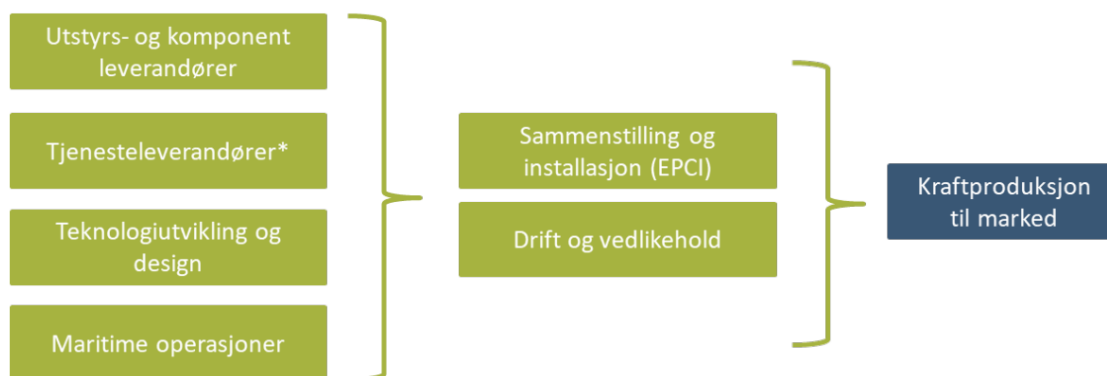 Utstyrs- og komponent
leverandører
Tjenesteleverandører*
Teknologiutvikling og
design
Maritime operasjoner
Sammenstilling og
installasjon (EPCI)
Drift og vedlikehold
Kraftproduksjon
til marked